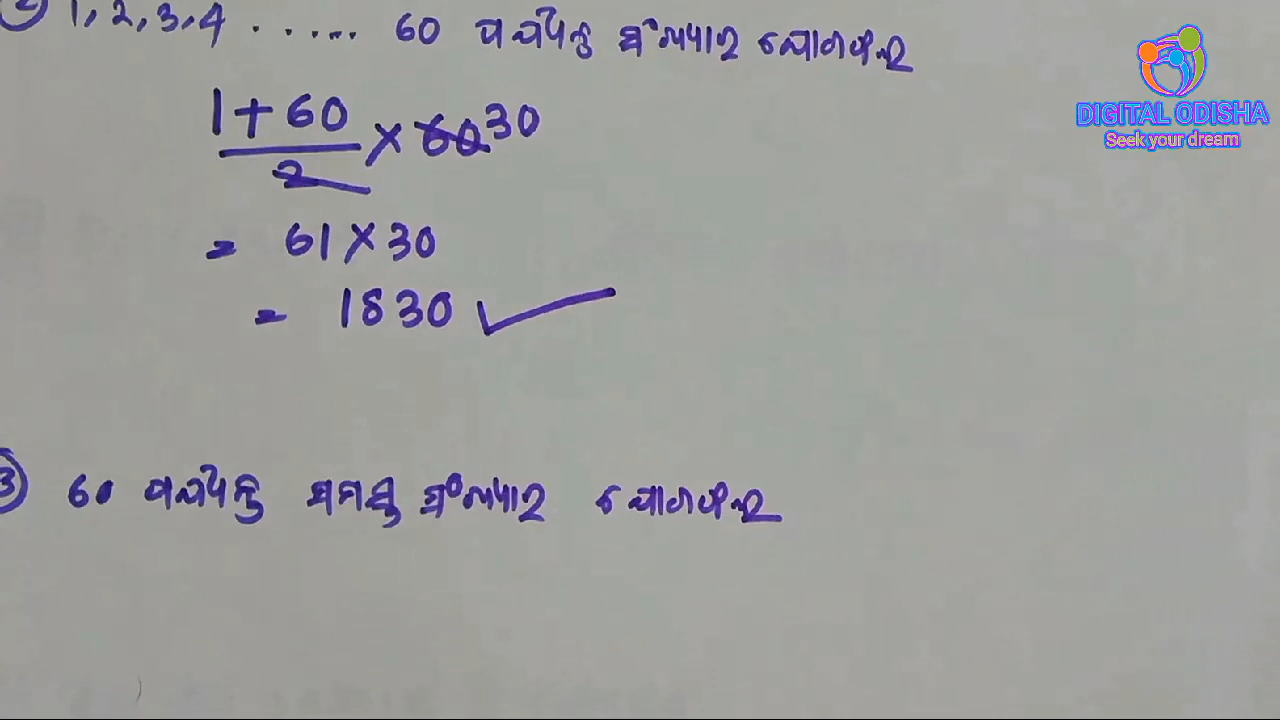 ② 1, 2, 3, 4 ...... 60 ପର୍ଯ୍ୟନ୍ତ ସଂଖ୍ୟାର ଯୋଗଫଳ
DIGITAL ODISHA
Seek your dream
1 + 60 / 2 × 60 30
= 61 × 30
= 1830 ✓
③ 60 ପର୍ଯ୍ୟନ୍ତ ସମସ୍ତ ସଂଖ୍ୟାର ଯୋଗଫଳ